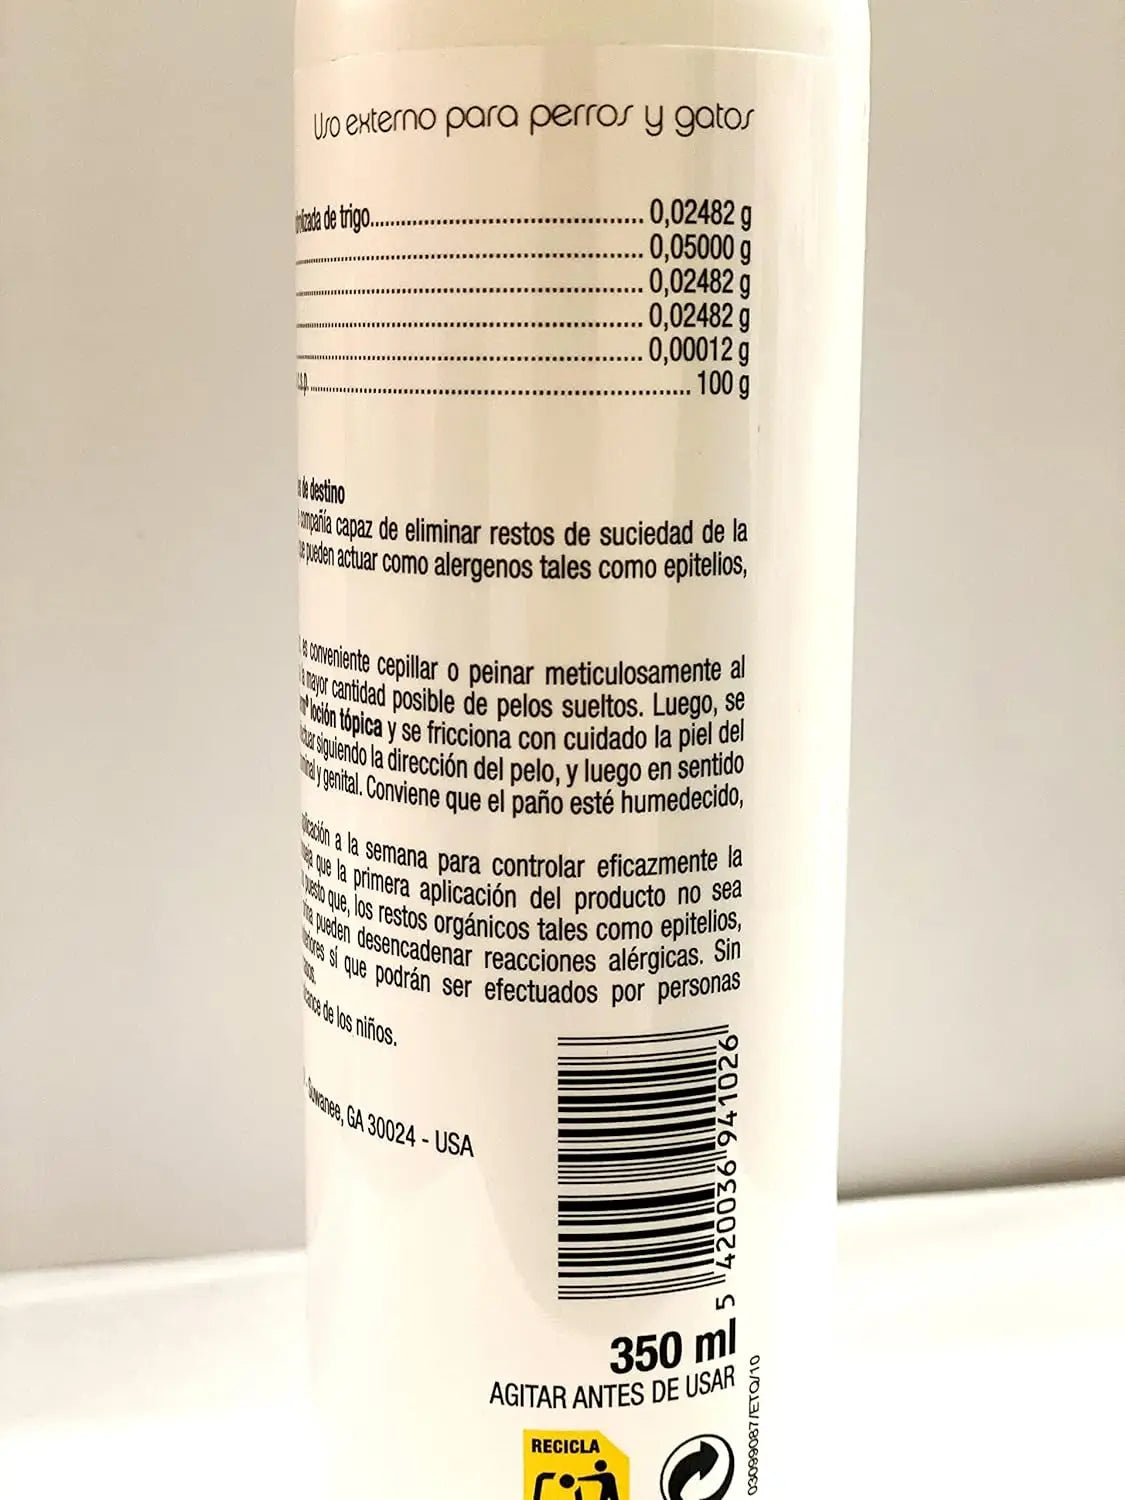 Uso externo para perros y gatos
de trigo.......... 0,02482 g
.......... 0,05000 g
.......... 0,02482 g
.......... 0,02482 g
.......... 0,00012 g
.......... 100 g
de destino
compañía capaz de eliminar restos de suciedad de la
pueden actuar como alergenos tales como epitelios,
es conveniente cepillar o peinar meticulosamente al
la mayor cantidad posible de pelos sueltos. Luego, se
loción tópica y se fricciona con cuidado la piel del
siguiendo la dirección del pelo, y luego en sentido
y genital. Conviene que el paño esté humedecido,
a la semana para controlar eficazmente la
que la primera aplicación del producto no sea
puesto que, los restos orgánicos tales como epitelios,
pueden desencadenar reacciones alérgicas. Sin
sí que podrán ser efectuados por personas
de los niños.
Suwanee, GA 30024 - USA
5 420036 941026
350 ml
AGITAR ANTES DE USAR
03099087/ETQ/10
RECICLA